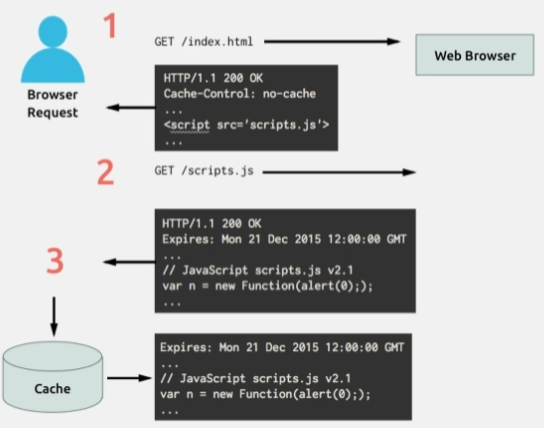 1
GET /index.html
Web Browser
Browser
Request
HTTP/1.1 200 OK
Cache-Control: no-cache
...
<script src='scripts.js'>
...
2
GET /scripts.js
HTTP/1.1 200 OK
Expires: Mon 21 Dec 2015 12:00:00 GMT
...
// JavaScript scripts.js v2.1
var n = new Function(alert(0););
...
3
Cache
Expires: Mon 21 Dec 2015 12:00:00 GMT
...
// JavaScript scripts.js v2.1
var n = new Function(alert(0););
...